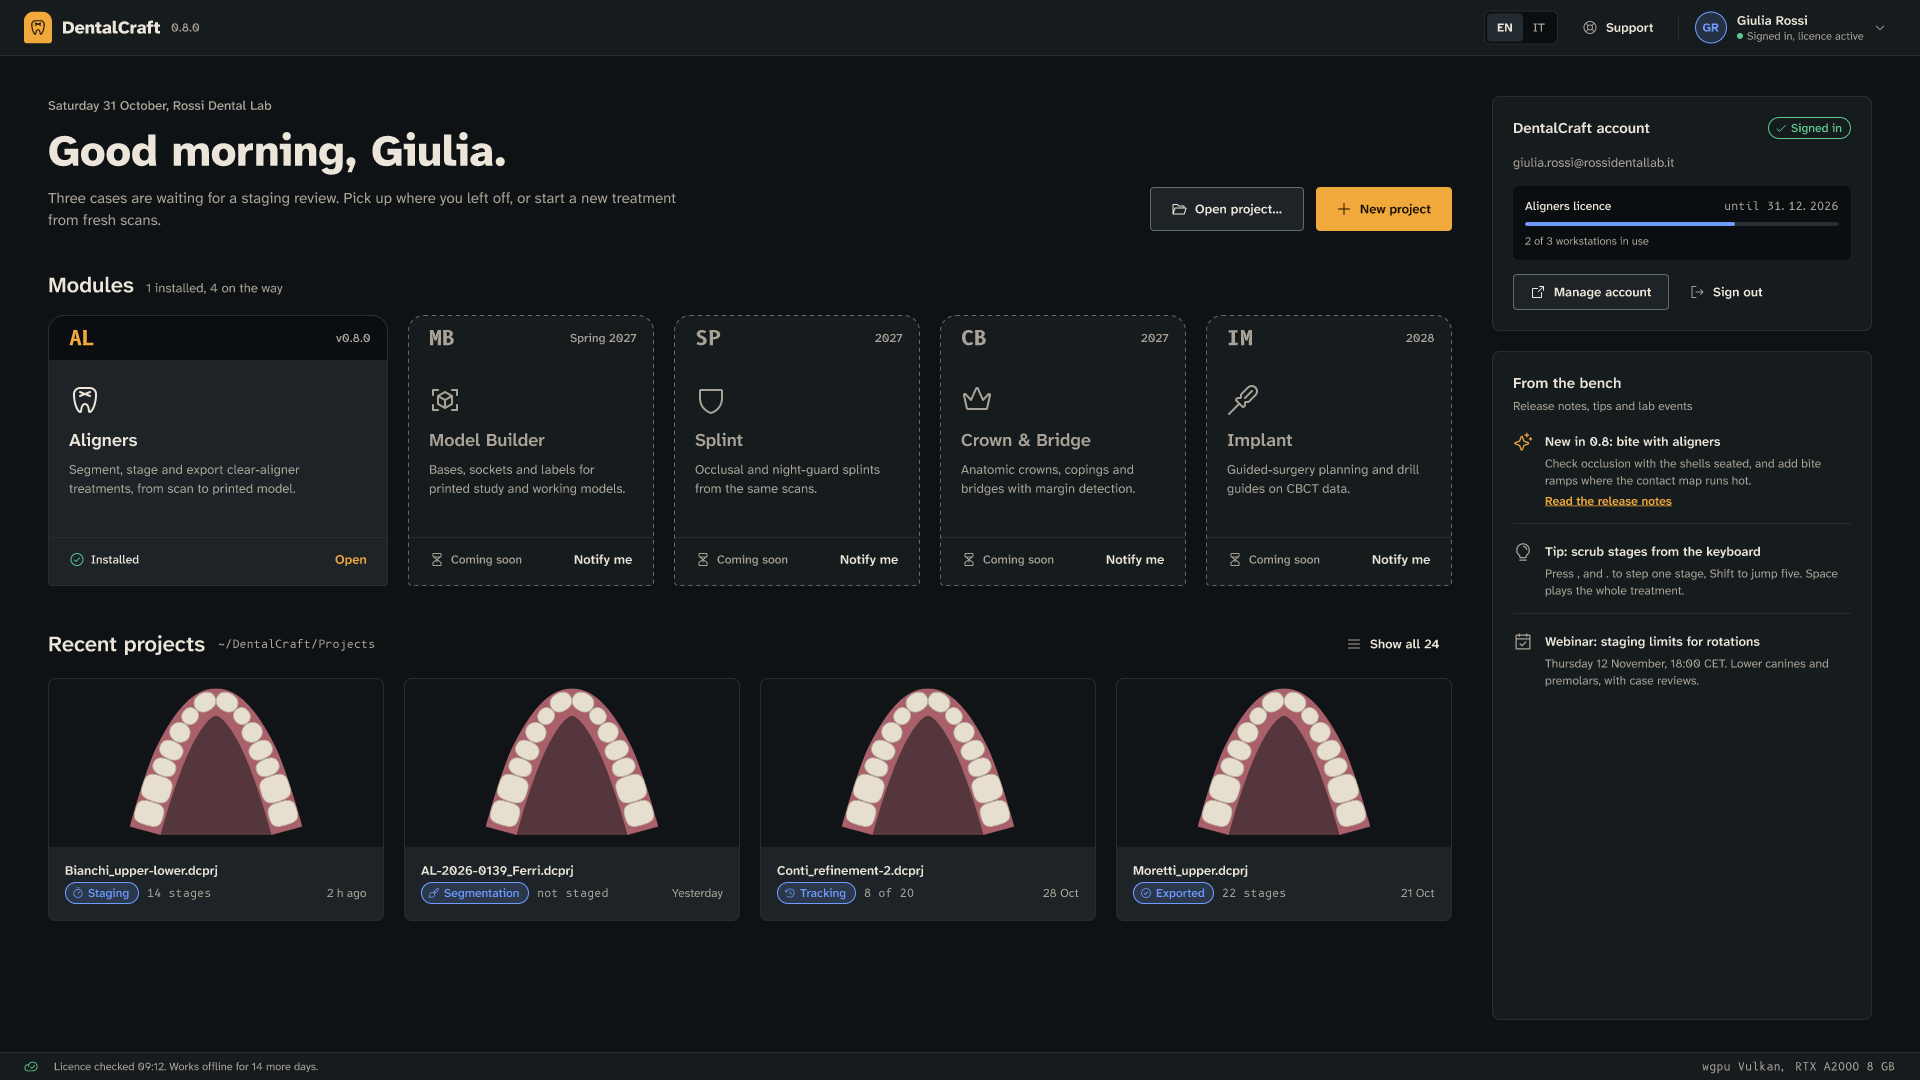 DentalCraft 0.8.0
EN IT
Support
GR
Giulia Rossi
Signed in, licence active
Saturday 31 October, Rossi Dental Lab
Good morning, Giulia.
Three cases are waiting for a staging review. Pick up where you left off, or start a new treatment
from fresh scans.
Open project...
New project
Modules 1 installed, 4 on the way
AL v0.8.0
Aligners
Segment, stage and export clear-aligner
treatments, from scan to printed model.
Installed Open
MB Spring 2027
Model Builder
Bases, sockets and labels for
printed study and working models.
Coming soon Notify me
SP 2027
Splint
Occlusal and night-guard splints
from the same scans.
Coming soon Notify me
CB 2027
Crown & Bridge
Anatomic crowns, copings and
bridges with margin detection.
Coming soon Notify me
IM 2028
Implant
Guided-surgery planning and drill
guides on CBCT data.
Coming soon Notify me
Recent projects ~/DentalCraft/Projects
Show all 24
Bianchi_upper-lower.dcprj
Staging 14 stages 2 h ago
AL-2026-0139_Ferri.dcprj
Segmentation not staged Yesterday
Conti_refinement-2.dcprj
Tracking 8 of 20 28 Oct
Moretti_upper.dcprj
Exported 22 stages 21 Oct
DentalCraft account
Signed in
giulia.rossi@rossidentallab.it
Aligners licence until 31.12.2026
2 of 3 workstations in use
Manage account
Sign out
From the bench
Release notes, tips and lab events
New in 0.8: bite with aligners
Check occlusion with the shells seated, and add bite
ramps where the contact map runs hot.
Read the release notes
Tip: scrub stages from the keyboard
Press , and . to step one stage, Shift to jump five. Space
plays the whole treatment.
Webinar: staging limits for rotations
Thursday 12 November, 18:00 CET. Lower canines and
premolars, with case reviews.
Licence checked 09:12. Works offline for 14 more days.
wgpu Vulkan, RTX A2000 8 GB